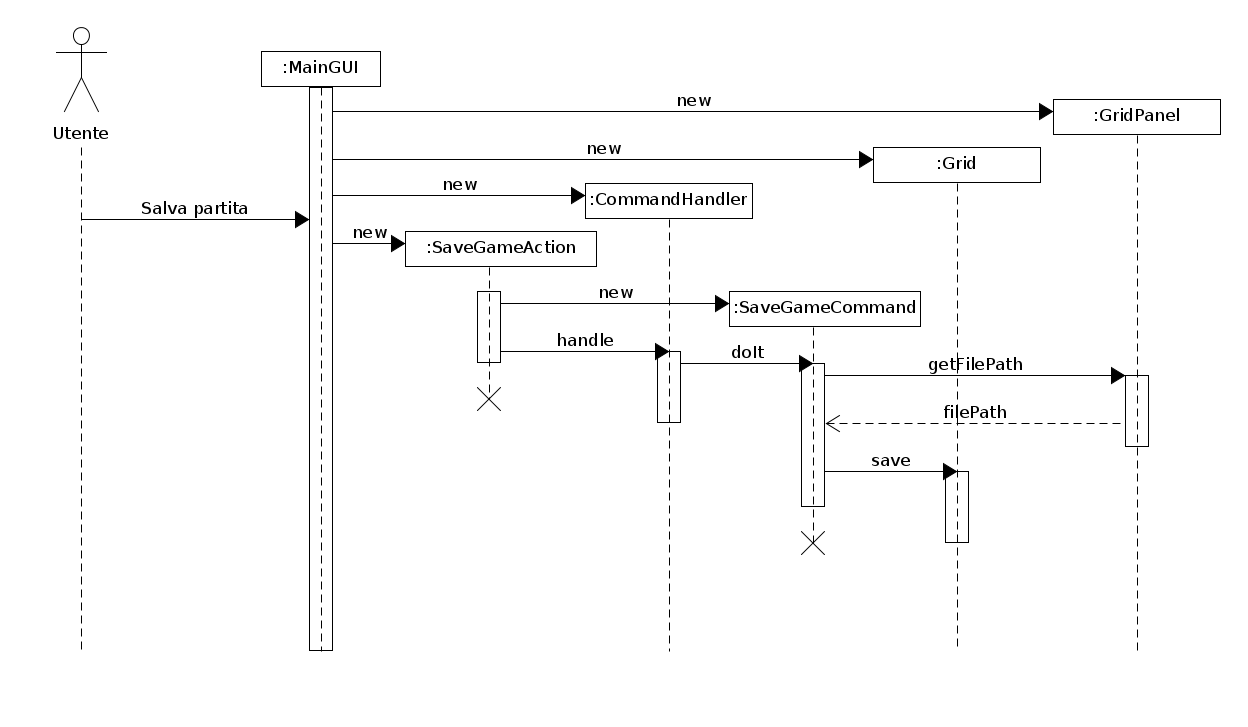 :MainGUI
new
:GridPanel
Utente
new
:Grid
new
:CommandHandler
Salva partita
new
:SaveGameAction
new
:SaveGameCommand
handle
doIt
getFilePath
filePath
save